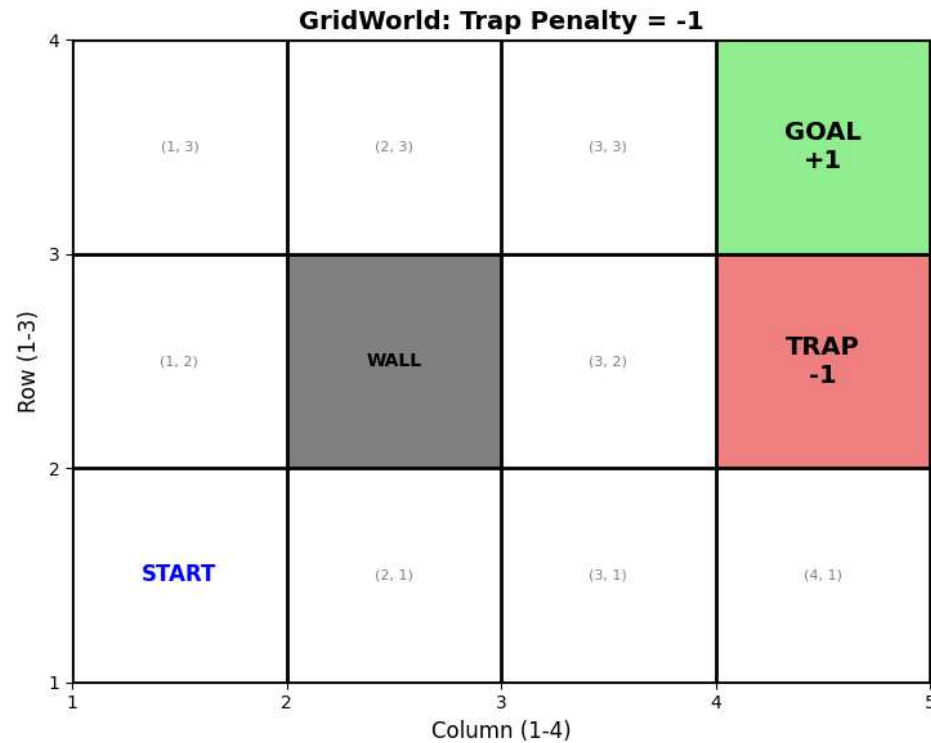 GridWorld: Trap Penalty = -1
4
(1, 3)
(2, 3)
(3, 3)
GOAL
+1
3
Row (1-3)
(1, 2)
WALL
(3, 2)
TRAP
-1
2
START
(2, 1)
(3, 1)
(4, 1)
1
1
2
3
4
5
Column (1-4)